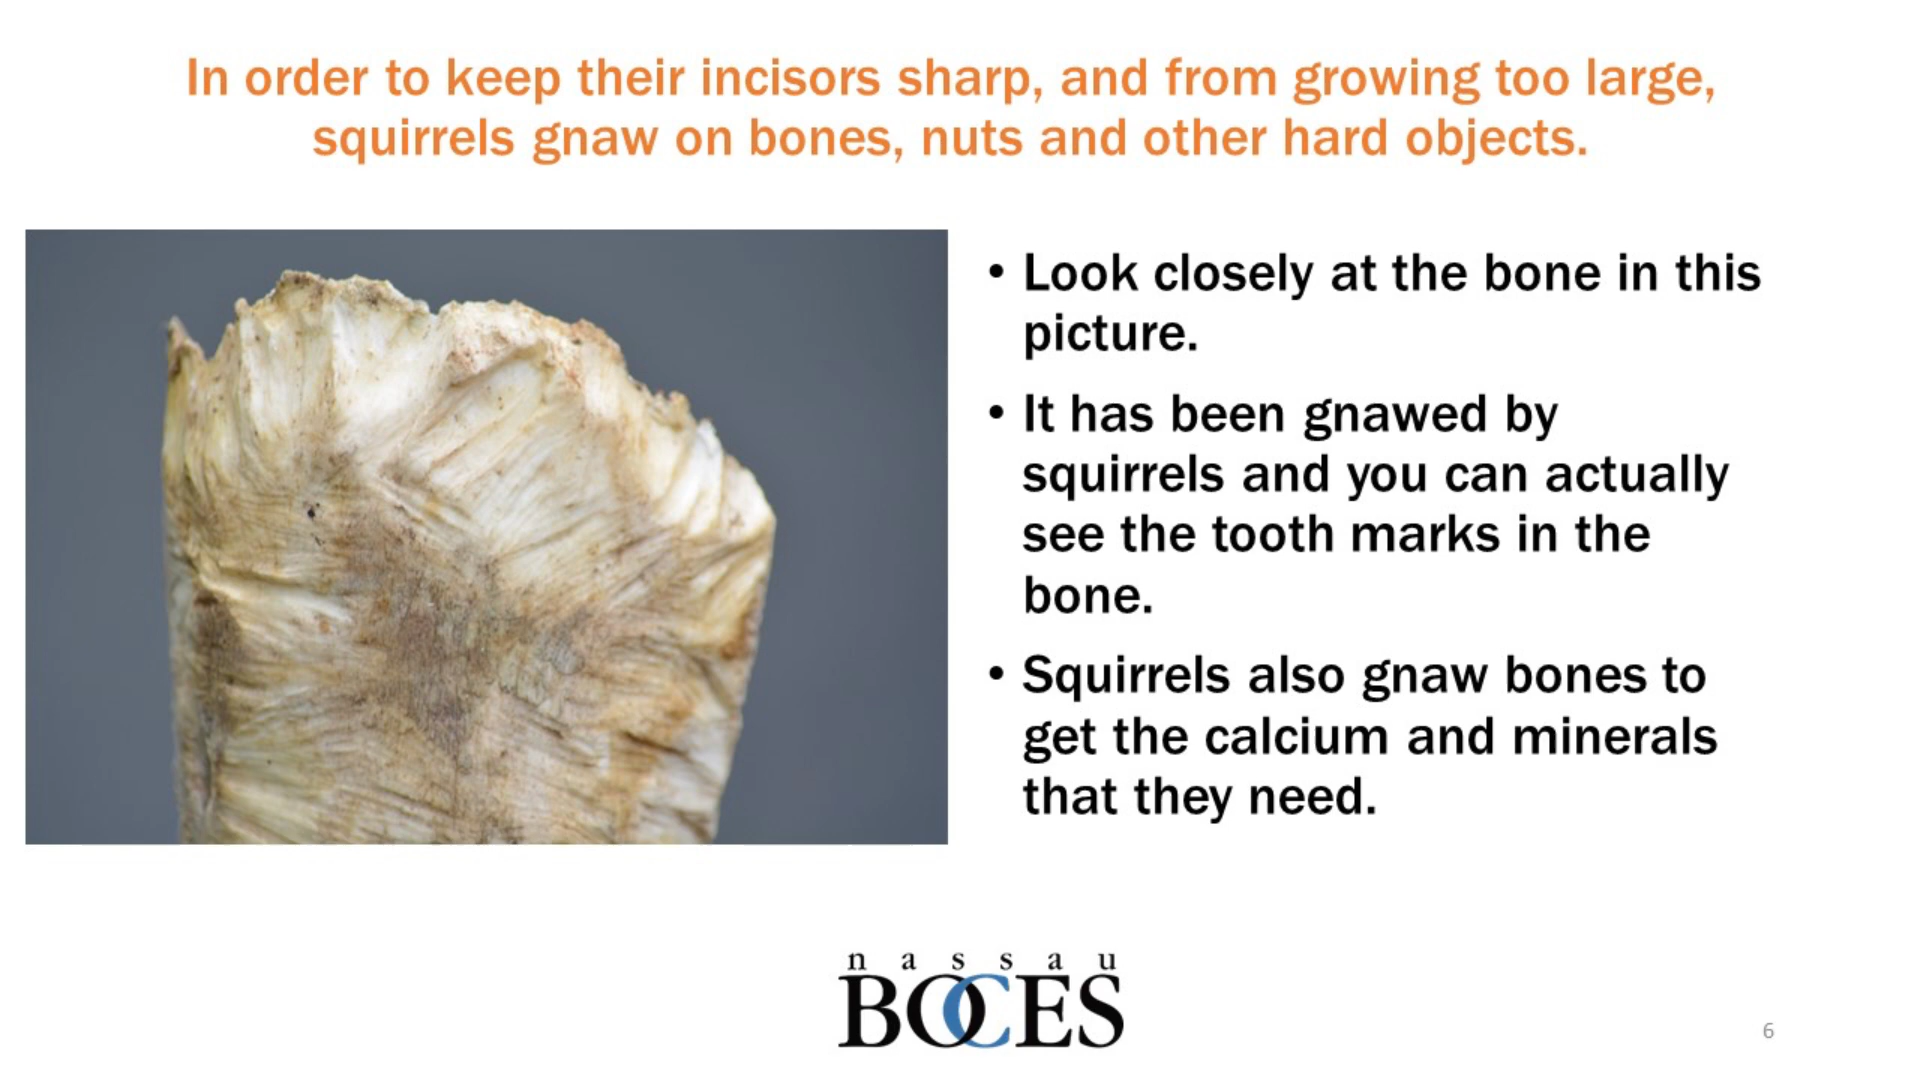 In order to keep their incisors sharp, and from growing too large,
squirrels gnaw on bones, nuts and other hard objects.
• Look closely at the bone in this
picture.
• It has been gnawed by
squirrels and you can actually
see the tooth marks in the
bone.
• Squirrels also gnaw bones to
get the calcium and minerals
that they need.
nassau
BOCES
6